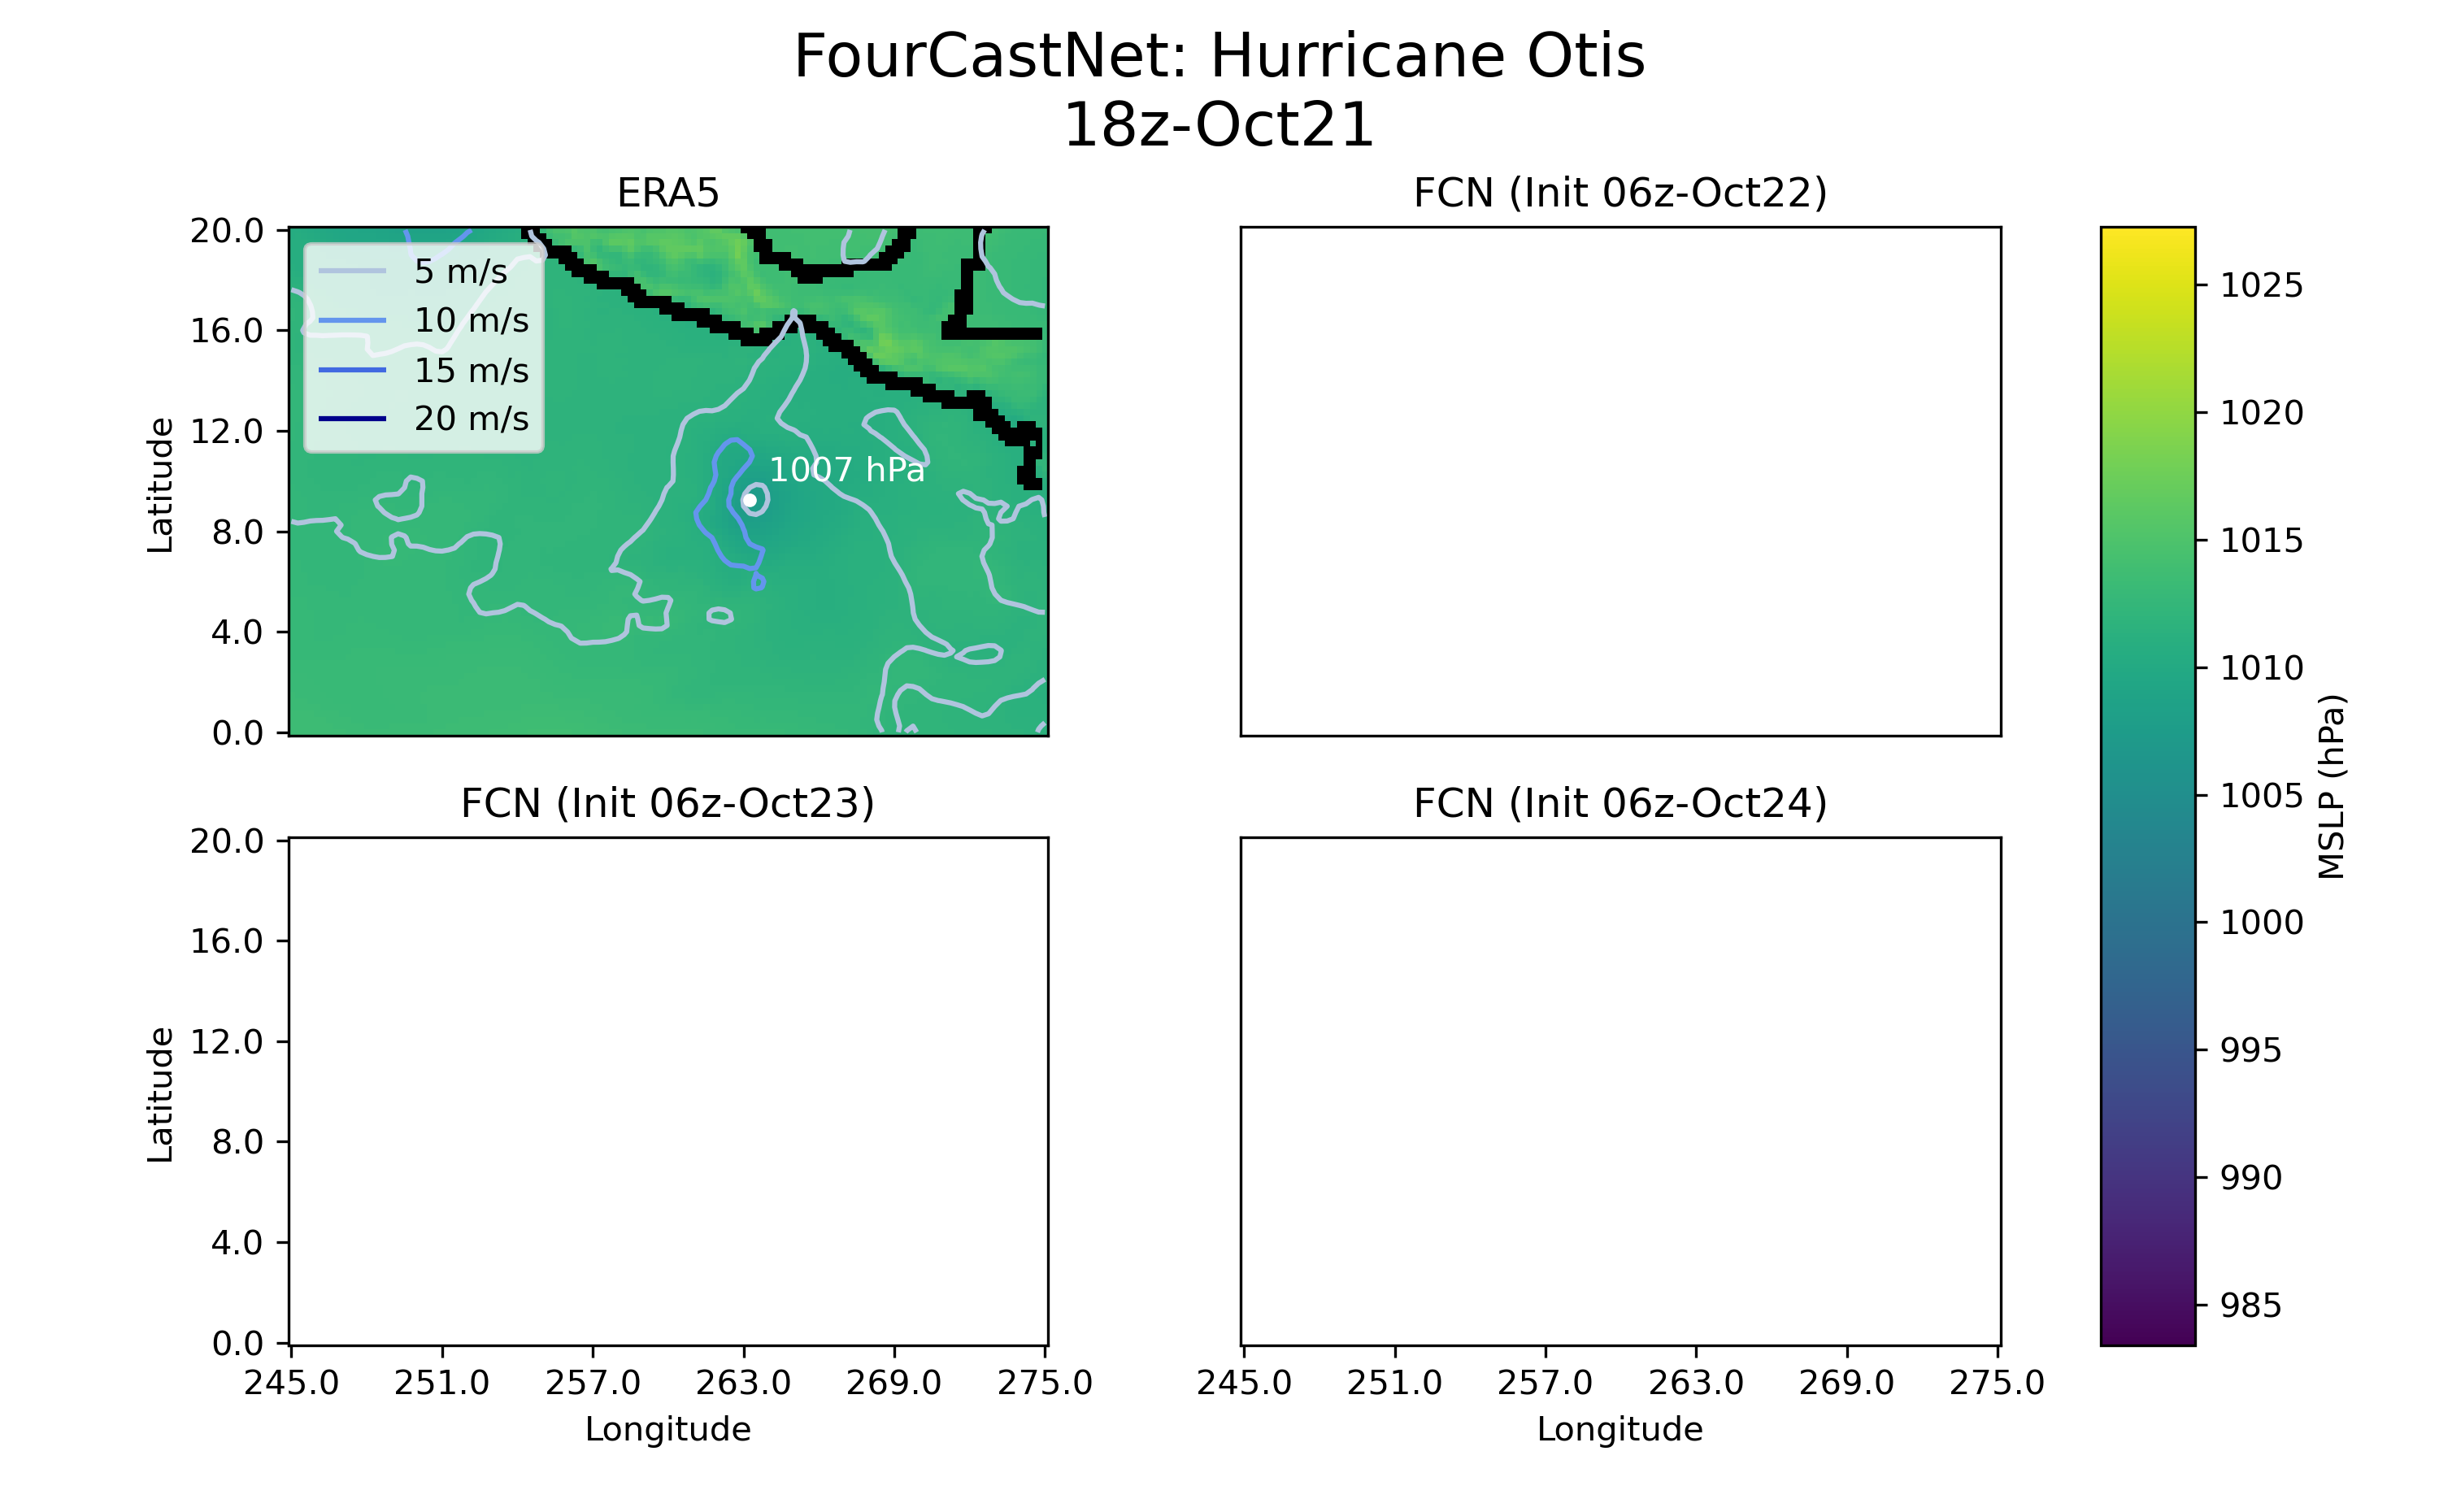 FourCastNet: Hurricane Otis
18z-Oct21
ERA5
FCN (Init 06z-Oct22)
20.0
16.0
12.0
8.0
4.0
0.0
Latitude
5 m/s
10 m/s
15 m/s
20 m/s
1007 hPa
FCN (Init 06z-Oct23)
FCN (Init 06z-Oct24)
20.0
16.0
12.0
8.0
4.0
0.0
Latitude
245.0 251.0 257.0 263.0 269.0 275.0
Longitude
245.0 251.0 257.0 263.0 269.0 275.0
Longitude
1025
1020
1015
1010
1005
1000
995
990
985
MSLP (hPa)